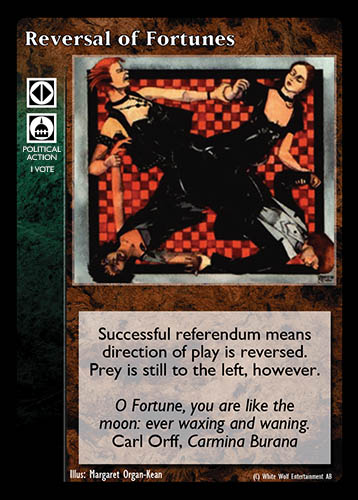 Reversal of Fortunes
POLITICAL
ACTION
1 VOTE
Successful referendum means
direction of play is reversed.
Prey is still to the left, however.
O Fortune, you are like the
moon: ever waxing and waning.
Carl Orff, Carmina Burana
Illus: Margaret Organ-Kean
(C) White Wolf Entertainment AB